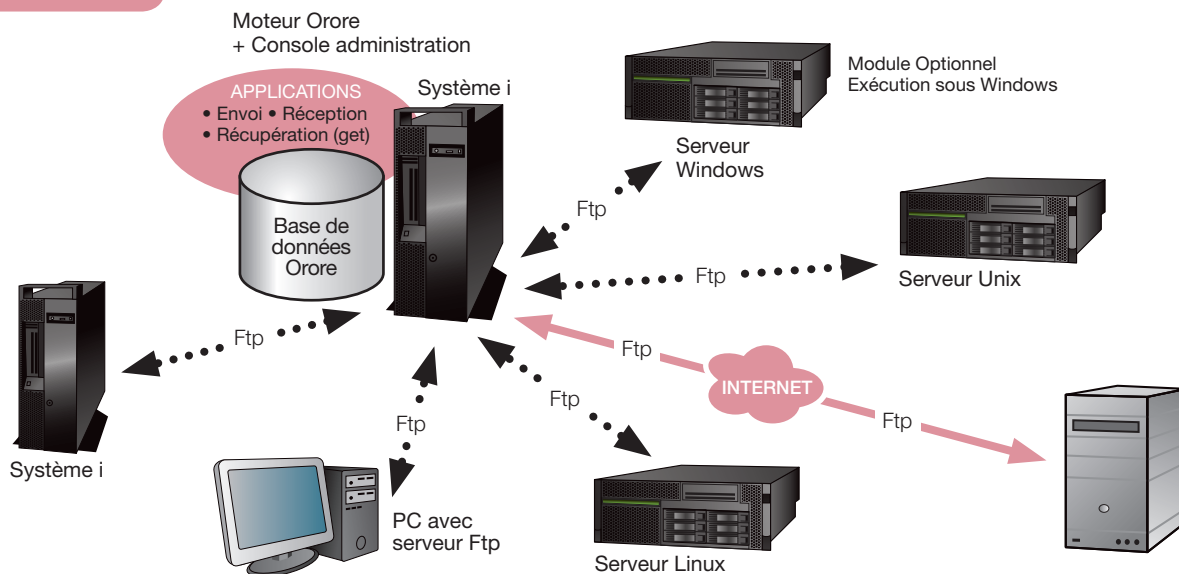 Moteur Orore
+ Console administration
APPLICATIONS
• Envoi • Réception
• Récupération (get)
Système i
Base de
données
Orore
Module Optionnel
Exécution sous Windows
Serveur
Windows
Ftp
Ftp
Serveur Unix
Ftp
Système i
Ftp
INTERNET
Ftp
Ftp
PC avec
serveur Ftp
Ftp
Serveur Linux